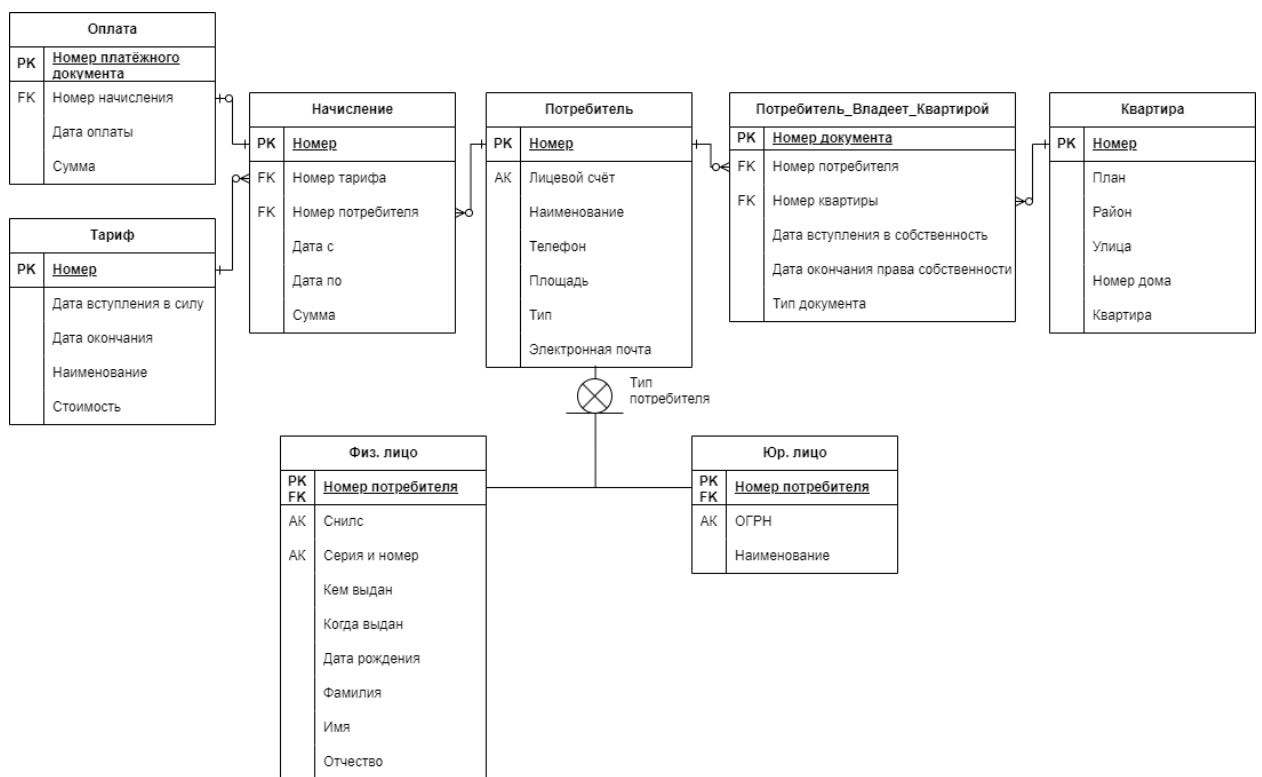 Оплата
PK Номер платёжного
документа
FK Номер начисления
Дата оплаты
Сумма
Тариф
PK Номер
Дата вступления в силу
Дата окончания
Наименование
Стоимость
Начисление
PK Номер
FK Номер тарифа
FK Номер потребителя
Дата с
Дата по
Сумма
Потребитель
PK Номер
АК Лицевой счёт
Наименование
Телефон
Площадь
Тип
Электронная почта
Потребитель_Владеет_Квартирой
PK Номер документа
FK Номер потребителя
FK Номер квартиры
Дата вступления в собственность
Дата окончания права собственности
Тип документа
Квартира
PK Номер
План
Район
Улица
Номер дома
Квартира
Тип
потребителя
Физ. лицо
PK
FK Номер потребителя
АК Снилс
АК Серия и номер
Кем выдан
Когда выдан
Дата рождения
Фамилия
Имя
Отчество
Юр. лицо
PK
FK Номер потребителя
АК ОГРН
Наименование